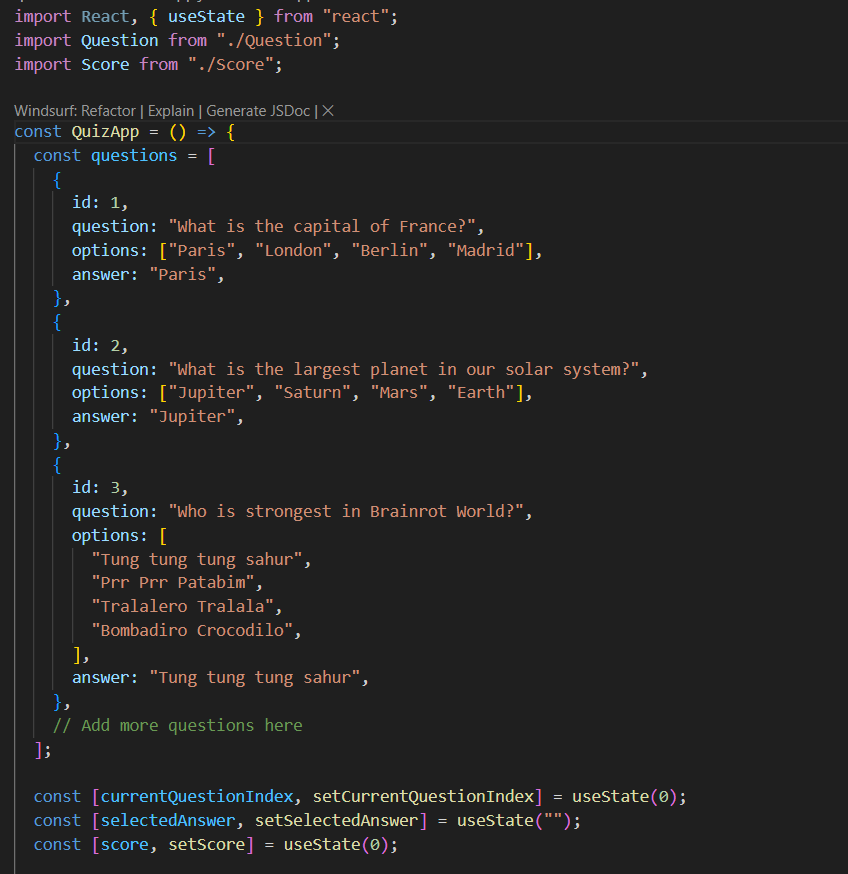 import React, { useState } from "react";
import Question from "./Question";
import Score from "./Score";
Windsurf: Refactor | Explain | Generate JSDoc | ×
const QuizApp = () => {
const questions = [
{
id: 1,
question: "What is the capital of France?",
options: ["Paris", "London", "Berlin", "Madrid"],
answer: "Paris",
},
{
id: 2,
question: "What is the largest planet in our solar system?",
options: ["Jupiter", "Saturn", "Mars", "Earth"],
answer: "Jupiter",
},
{
id: 3,
question: "Who is strongest in Brainrot World?",
options: [
"Tung tung tung sahur",
"Prr Prr Patabim",
"Tralalero Tralala",
"Bombadiro Crocodilo",
],
answer: "Tung tung tung sahur",
},
// Add more questions here
];
const [currentQuestionIndex, setCurrentQuestionIndex] = useState(0);
const [selectedAnswer, setSelectedAnswer] = useState("");
const [score, setScore] = useState(0);